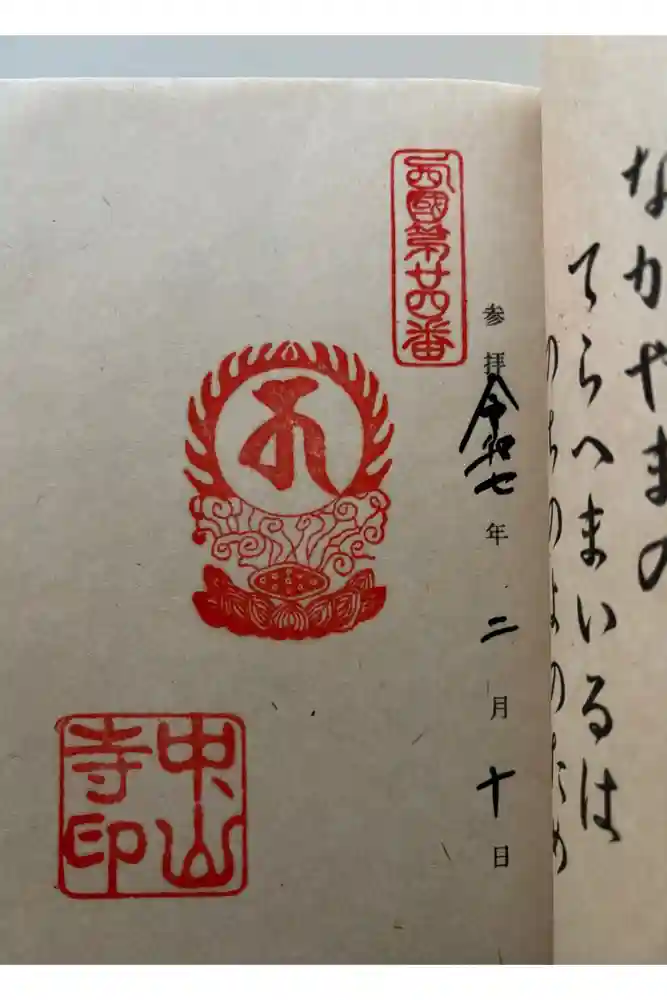 なかやまの
てらへまいるは
のちのよのため
参拝令和七年二月十日
西國第廿四番
中山
寺印